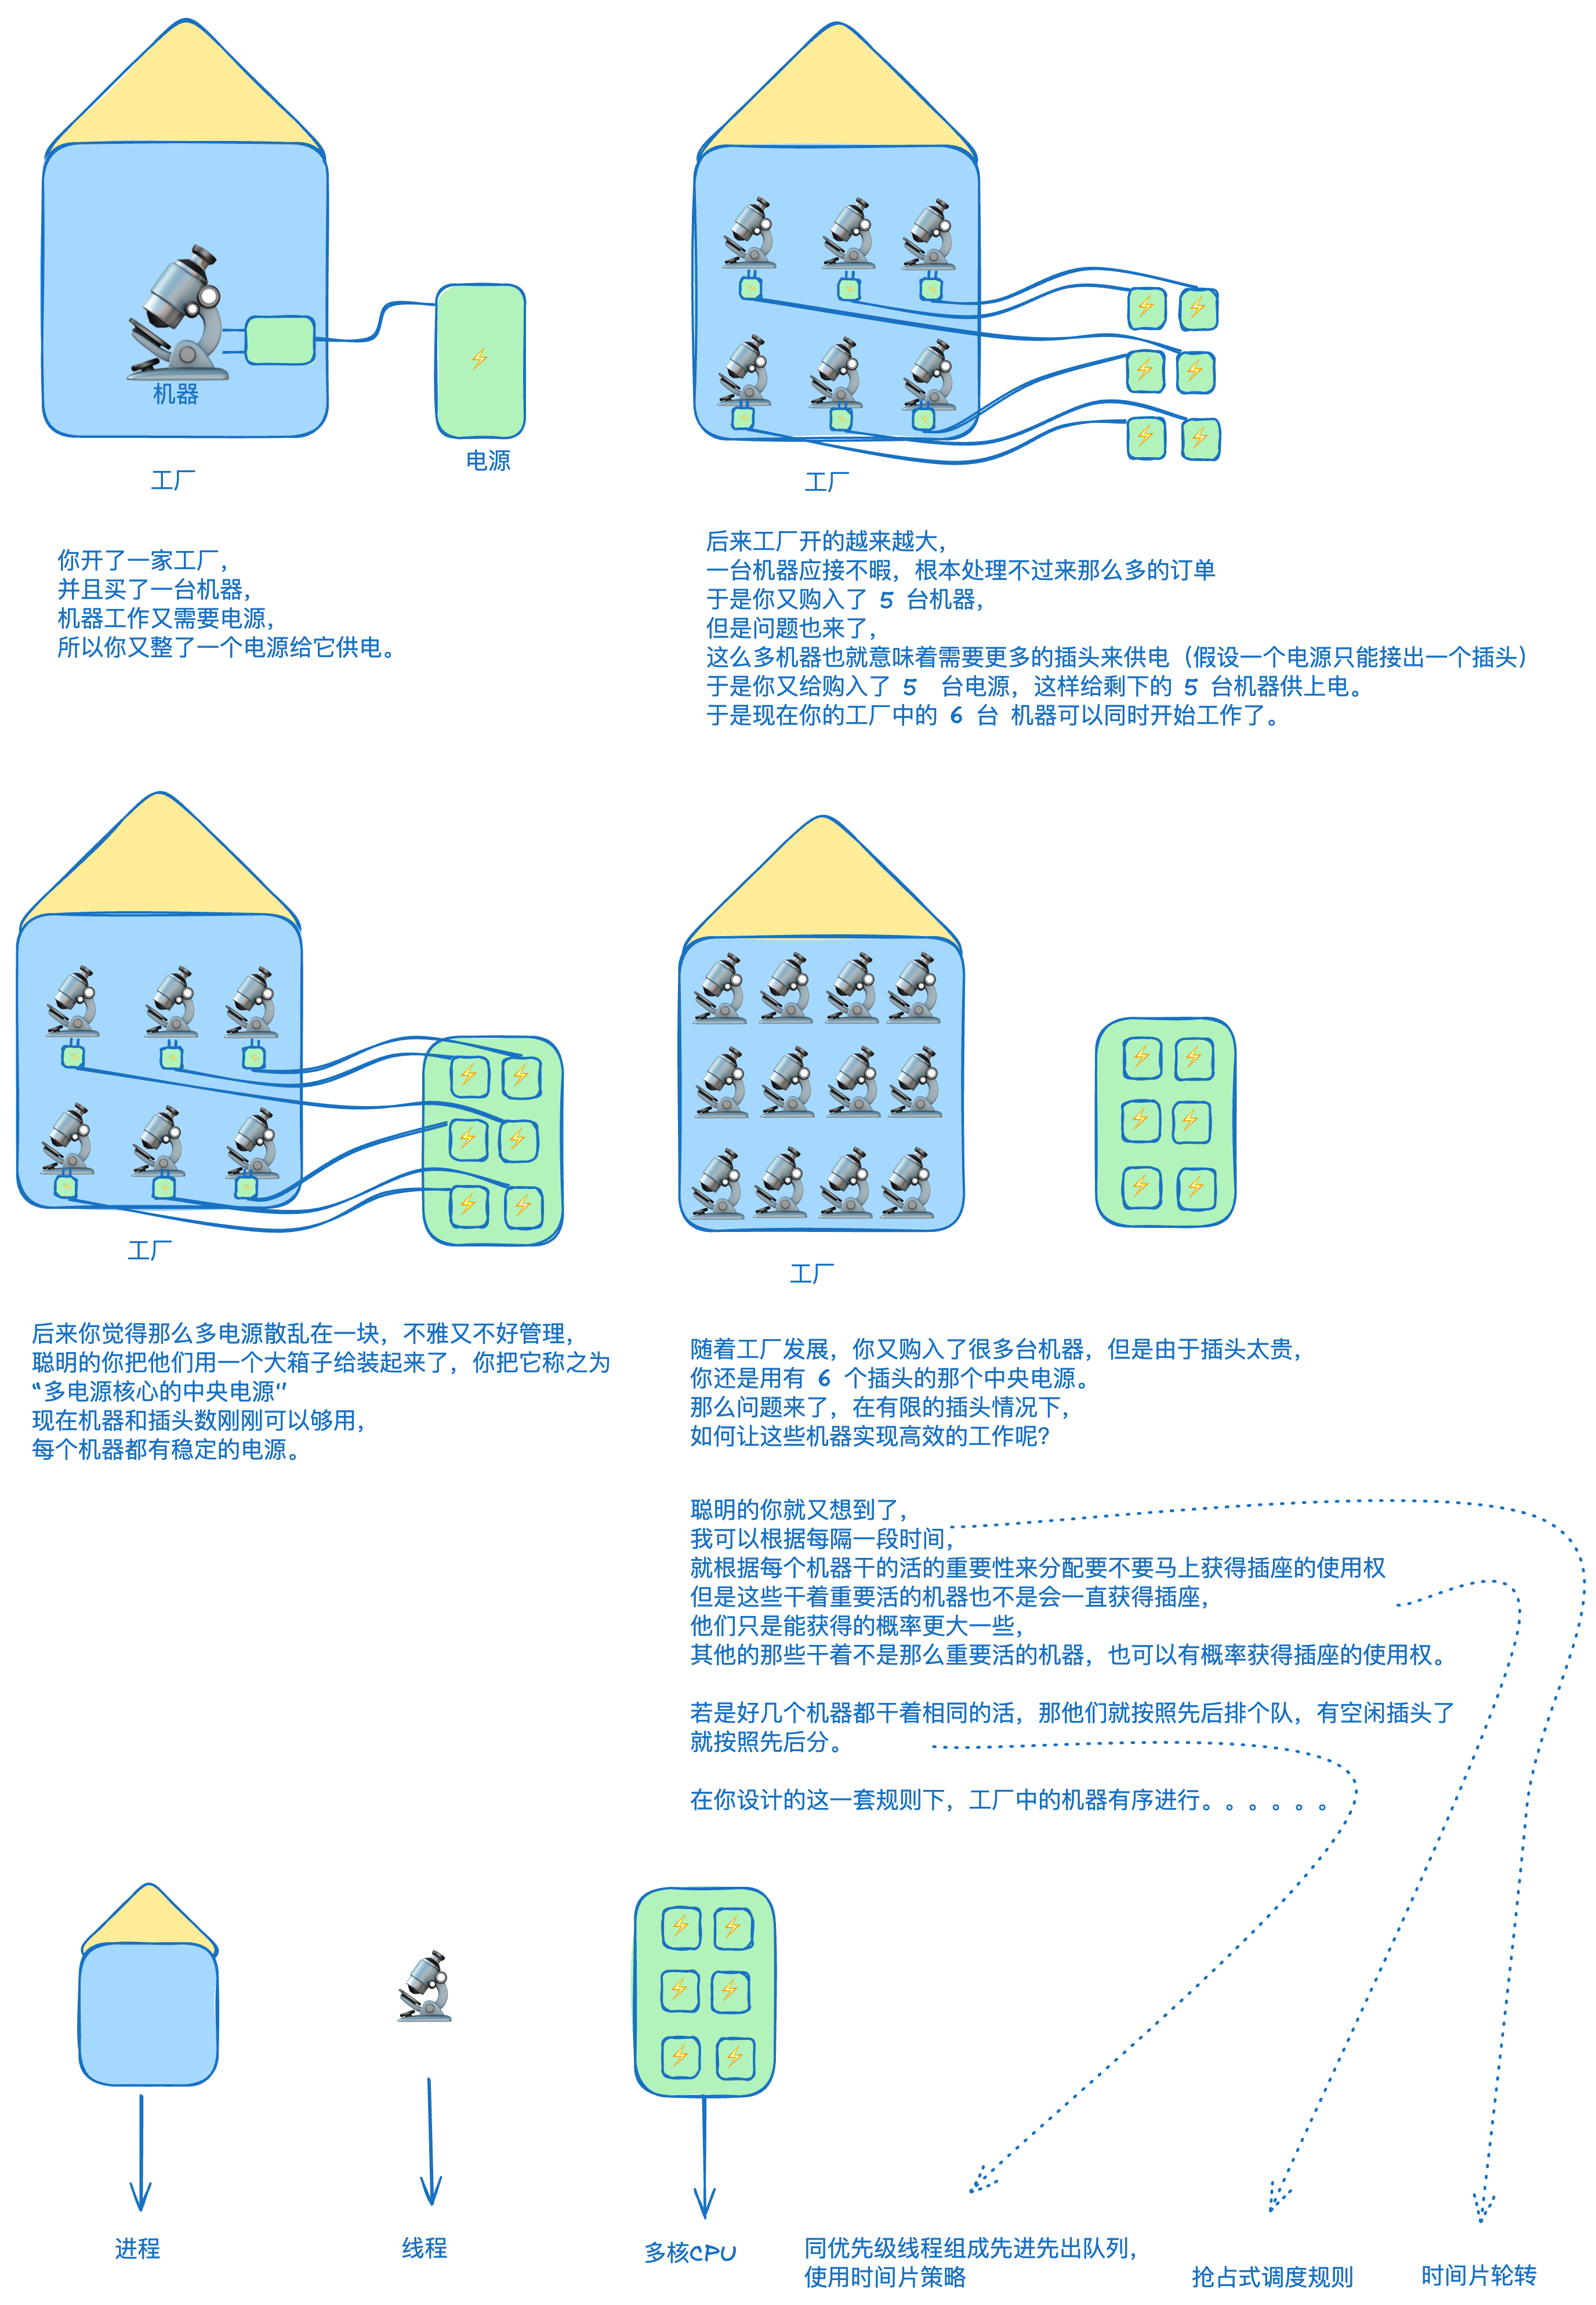 机器
工厂
电源
你开了一家工厂，
并且买了一台机器，
机器工作又需要电源，
所以你又整了一个电源给它供电。
工厂
后来工厂开的越来越大，
一台机器应接不暇，根本处理不过来那么多的订单
于是你又购入了 5 台机器，
但是问题也来了，
这么多机器也就意味着需要更多的插头来供电（假设一个电源只能接出一个插头）
于是你又给购入了 5 台电源，这样给剩下的 5 台机器供上电。
于是现在你的工厂中的 6 台 机器可以同时开始工作了。
工厂
后来你觉得那么多电源散乱在一块，不雅又不好管理，
聪明的你把他们用一个大箱子给装起来了，你把它称之为
“多电源核心的中央电源”
现在机器和插头数刚刚可以够用，
每个机器都有稳定的电源。
工厂
随着工厂发展，你又购入了很多台机器，但是由于插头太贵，
你还是用有 6 个插头的那个中央电源。
那么问题来了，在有限的插头情况下，
如何让这些机器实现高效的工作呢？
聪明的你就又想到了，
我可以根据每隔一段时间，
就根据每个机器干的活的重要性来分配要不要马上获得插座的使用权
但是这些干着重要活的机器也不是会一直获得插座，
他们只是能获得的概率更大一些，
其他的那些干着不是那么重要活的机器，也可以有概率获得插座的使用权。
若是好几个机器都干着相同的活，那他们就按照先后排个队，有空闲插头了
就按照先后分。
在你设计的这一套规则下，工厂中的机器有序进行。。。。。。
进程
线程
多核CPU
同优先级线程组成先进先出队列，
使用时间片策略
抢占式调度规则
时间片轮转